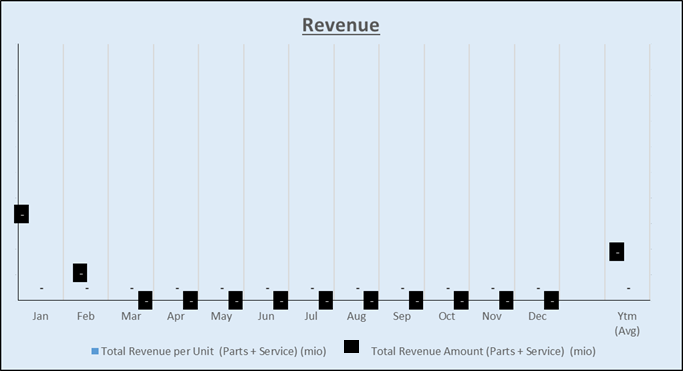 Revenue
Jan Feb Mar Apr May Jun Jul Aug Sep Oct Nov Dec Ytm
(Avg)
Total Revenue per Unit (Parts + Service) (mio) Total Revenue Amount (Parts + Service) (mio)